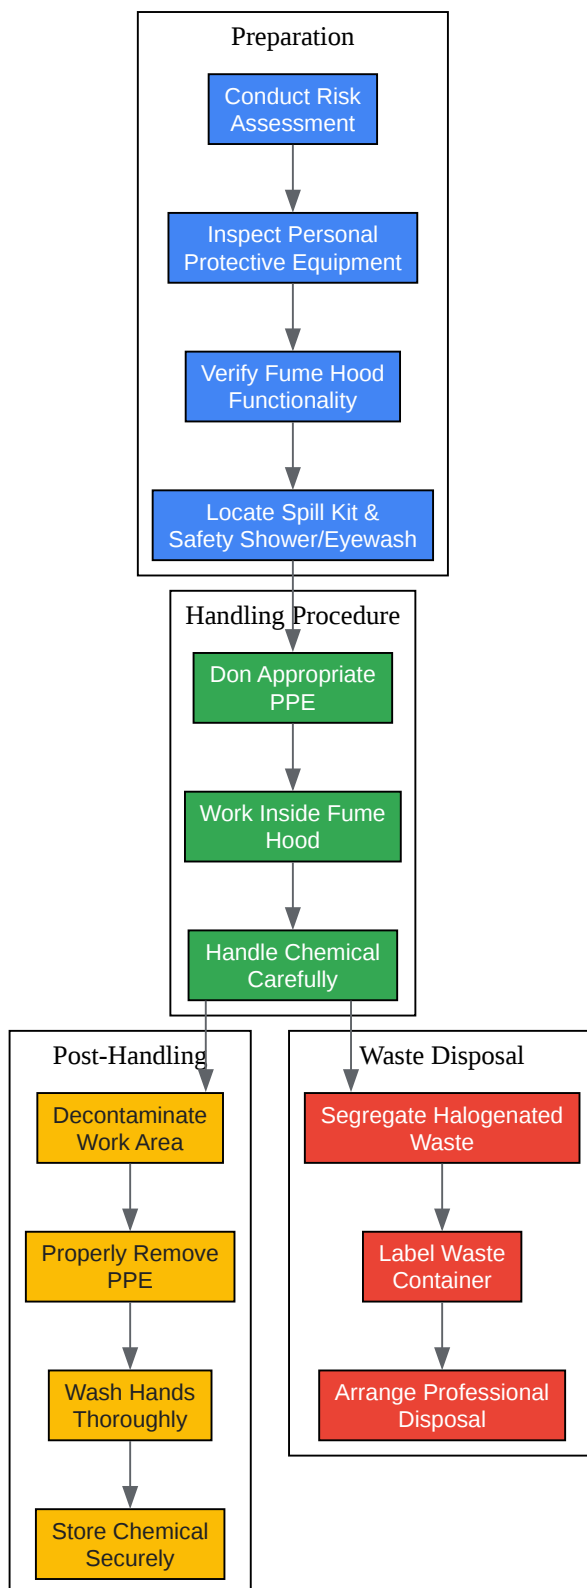 Preparation
Conduct Risk
Assessment
Inspect Personal
Protective Equipment
Verify Fume Hood
Functionality
Locate Spill Kit &
Safety Shower/Eyewash
Handling Procedure
Don Appropriate
PPE
Work Inside Fume
Hood
Handle Chemical
Carefully
Post-Handling
Decontaminate
Work Area
Properly Remove
PPE
Wash Hands
Thoroughly
Store Chemical
Securely
Waste Disposal
Segregate Halogenated
Waste
Label Waste
Container
Arrange Professional
Disposal